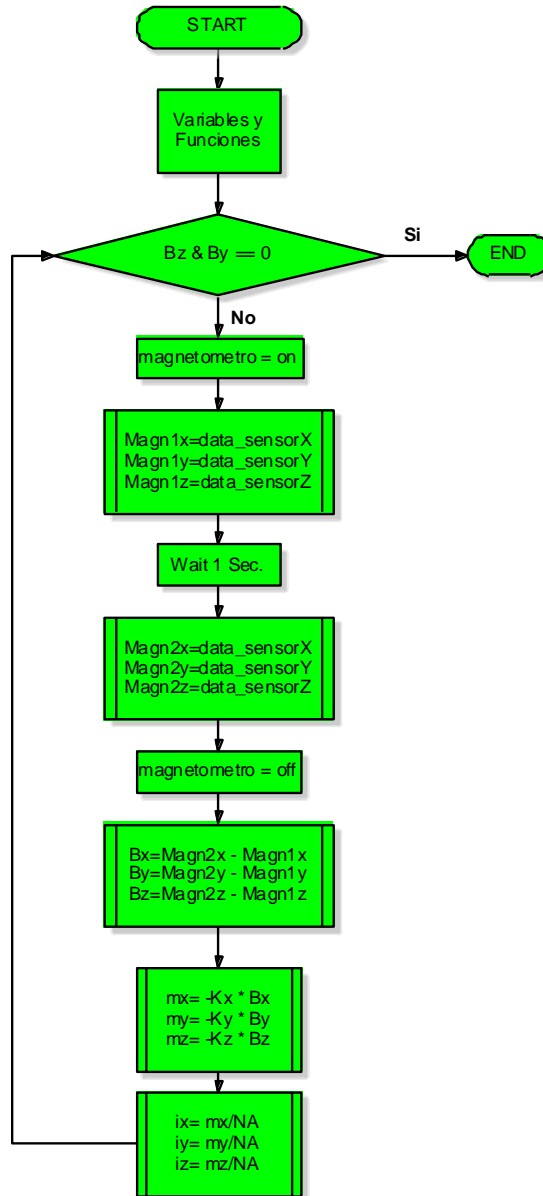 START
Variables y
Funciones
Bz & By == 0
Si
END
No
magnetometro = on
Magn1x=data_sensorX
Magn1y=data_sensorY
Magn1z=data_sensorZ
Wait 1 Sec.
Magn2x=data_sensorX
Magn2y=data_sensorY
Magn2z=data_sensorZ
magnetometro = off
Bx=Magn2x - Magn1x
By=Magn2y - Magn1y
Bz=Magn2z - Magn1z
mx= -Kx * Bx
my= -Ky * By
mz= -Kz * Bz
ix= mx/NA
iy= my/NA
iz= mz/NA